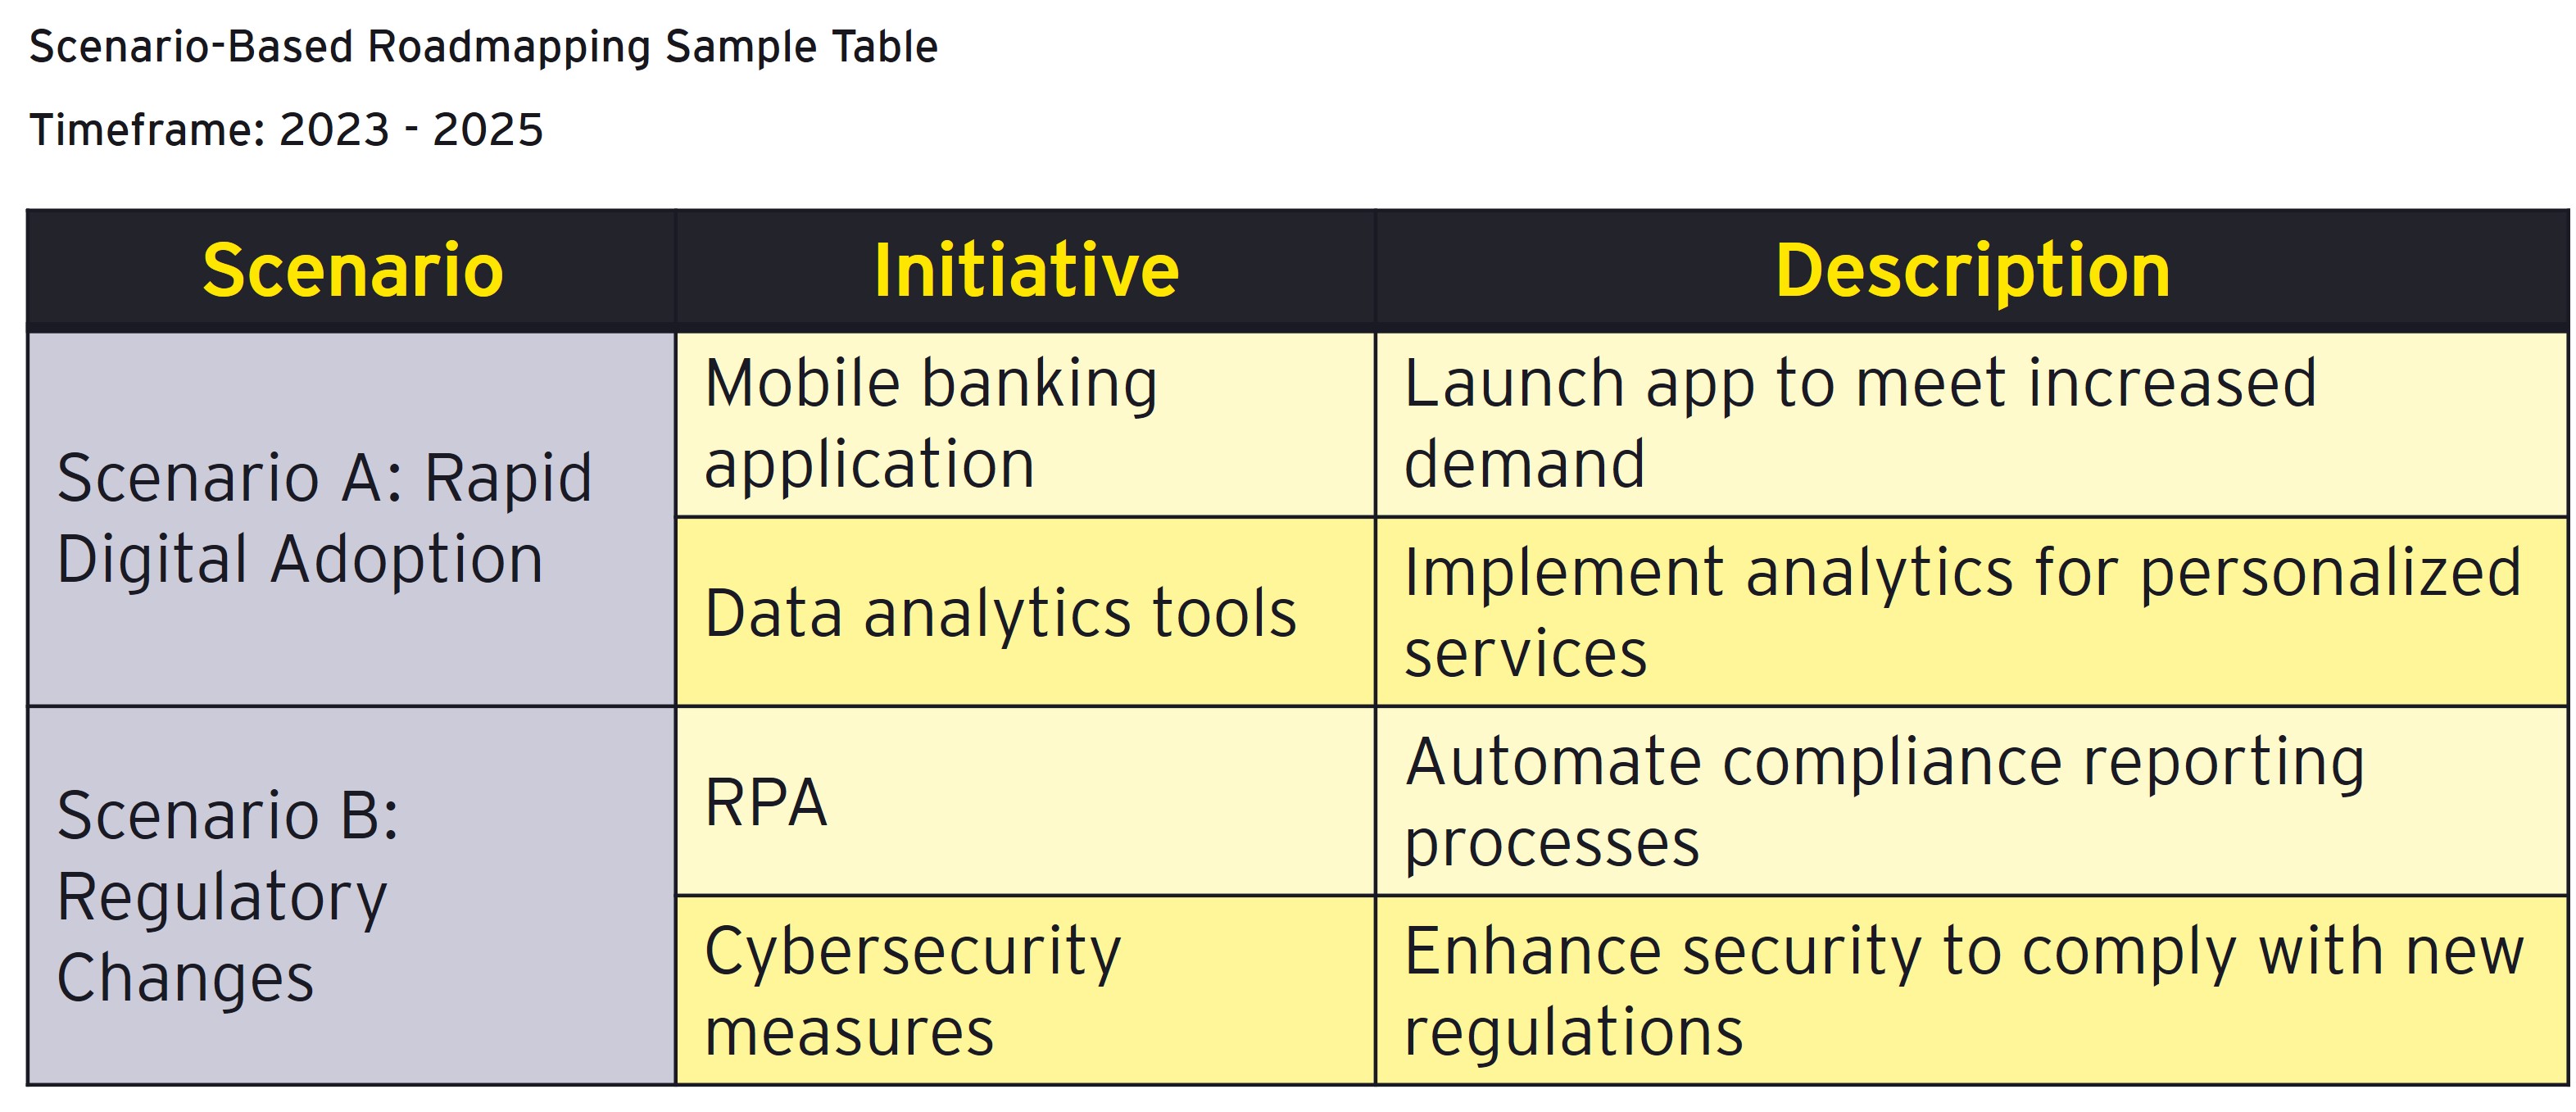 Scenario-Based Roadmapping Sample Table
Timeframe: 2023 - 2025
Scenario
Initiative
Description
Scenario A: Rapid
Digital Adoption
Mobile banking
application
Launch app to meet increased
demand
Data analytics tools
Implement analytics for personalized
services
Scenario B:
Regulatory
Changes
RPA
Automate compliance reporting
processes
Cybersecurity
measures
Enhance security to comply with new
regulations